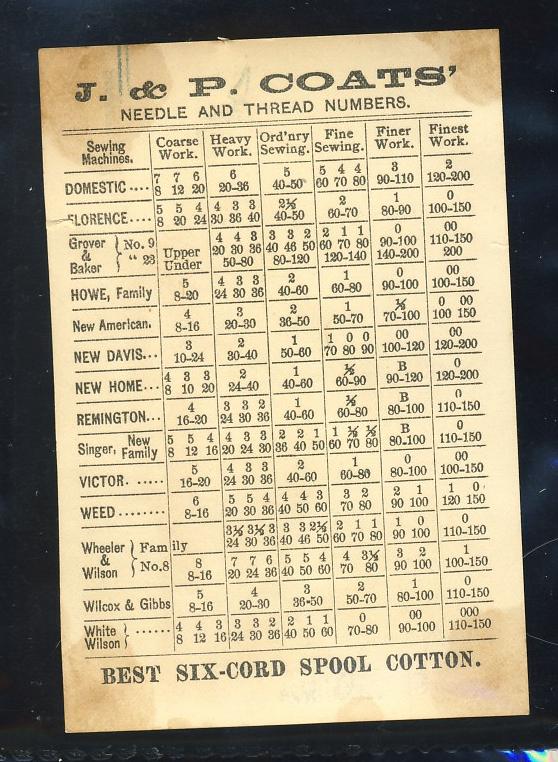 J. & P. COATS'
NEEDLE AND THREAD NUMBERS.
Sewing Machines. Coarse Work. Heavy Work. Ord'nry Sewing. Fine Sewing. Finer Work. Finest Work.
DOMESTIC .... 7 7 6 6 5 5 4 4 3 2
8 12 20 20-36 40-50 60 70 80 90-110 120-200
FLORENCE .... 5 5 4 4 3 3 2½ 2 1 0
8 20 24 30 36 40 40-50 60-70 80-90 100-150
Grover & Baker } No. 9 4 4 3 3 3 2 2 1 1 0 00
" 23 Upper 20 30 36 40 46 50 60 70 80 90-100 110-150
Under 50-80 80-120 120-140 140-200 200
HOWE, Family 5 4 3 3 2 1 0 00
8-20 24 30 36 40-60 60-80 90-100 100-150
New American. 4 3 2 1 ½ 0 00
8-16 20-30 36-50 50-70 70-100 100 150
NEW DAVIS... 3 2 1 1 0 0 00 00
10-24 30-40 50-60 70 80 90 100-120 120-200
NEW HOME... 4 3 3 2 1 ½ B 0
8 10 20 24-40 40-60 60-90 90-120 120-200
REMINGTON... 4 3 3 2 1 ½ B 0
16-20 24 30 36 40-60 60-80 80-100 110-150
Singer, New Family 5 5 4 4 3 3 2 2 1 1 ½ ½ B 0
8 12 16 20 24 30 36 40 50 60 70 80 80-100 110-150
VICTOR. ..... 5 4 3 3 2 1 0 00
16-20 24 30 36 40-60 60-80 80-100 100-150
WEED ........ 6 5 5 4 4 4 3 3 2 2 1 1 0
8-16 20 30 36 40 50 60 70 80 90 100 120 150
Wheeler & Wilson } Family 3½ 3½ 3 3 3 2½ 2 1 1 1 0 0
24 30 36 40 46 50 60 70 80 90 100 110-150
No.8 8 7 7 6 5 5 4 4 3½ 3 2 1
8-16 20 24 36 40 50 60 70 80 90 100 100-150
Wilcox & Gibbs 5 4 3 2 1 0
8-16 20-30 36-50 50-70 80-100 110-150
White Wilson } ...... 4 4 3 3 3 2 2 1 1 0 00 000
8 12 16 24 30 36 40 50 60 70-80 90-100 110-150
BEST SIX-CORD SPOOL COTTON.